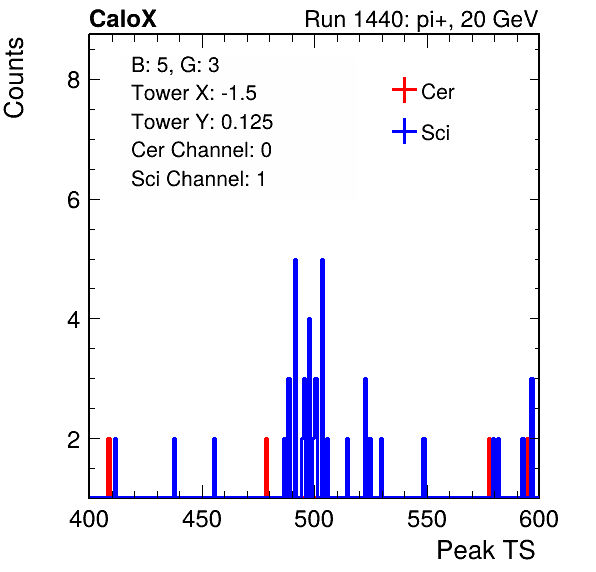 CaloX Run 1440: pi+, 20 GeV
Counts
B: 5, G: 3
Tower X: -1.5
Tower Y: 0.125
Cer Channel: 0
Sci Channel: 1
Cer
Sci
8
6
4
2
400 450 500 550 600
Peak TS